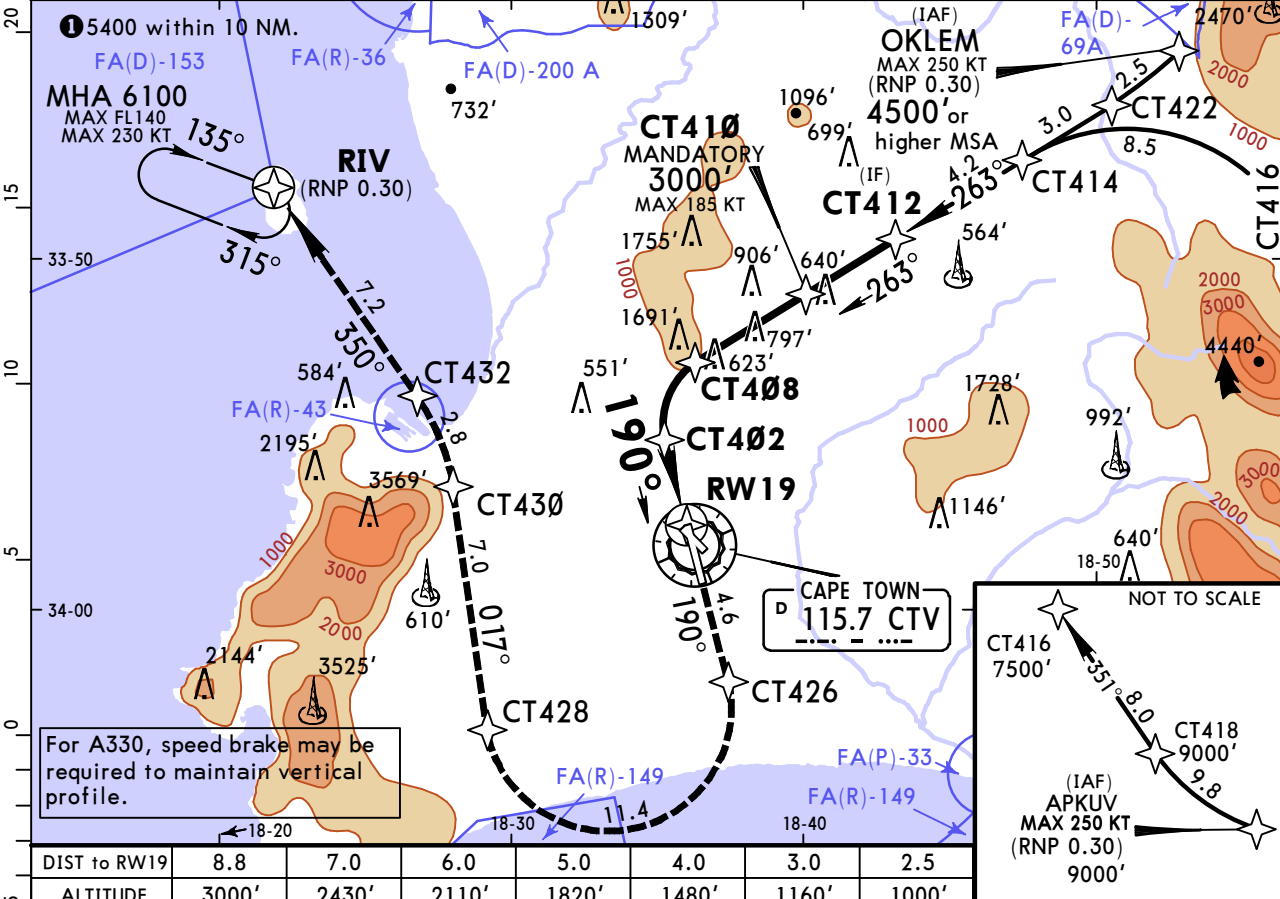 20
❶5400 within 10 NM.
FA(D)-153
FA(R)-36
1309'
FA(D)-200 A
(IAF)
OKLEM
MAX 250 KT
(RNP 0.30)
4500' or
higher MSA
FA(D)-
69A
2470'
2000
2.5
CT422
1000
MHA 6100
MAX FL140
MAX 230 KT
135°
RIV
(RNP 0.30)
315°
732'
1096'
699'
CT41Ø
MANDATORY
3000'
MAX 185 KT
(IF)
CT412
3.0
8.5
4.2
263°
CT414
CT416
15
33-50
1755'
1000
906'
640'
564'
263°
2000
3000
4440'
7.2
350°
1691'
797'
623'
CT4Ø8
10
584'
CT432
FA(R)-43
2.8
551'
1728'
1000
992'
2195'
3569'
CT43Ø
190°
CT4Ø2
RW19
1146'
3000
2000
640'
18-50
5
1000
3000
7.0
610'
017°
2000
34-00
CAPE TOWN
D 115.7 CTV
4.6
190°
2144'
3525'
CT426
CT428
0
For A330, speed brake may be
required to maintain vertical
profile.
18-20
18-30
11.4
FA(R)-149
18-40
FA(P)-33
FA(R)-149
NOT TO SCALE
CT416
7500'
351°
8.0
CT418
9000'
9.8
(IAF)
APKUV
MAX 250 KT
(RNP 0.30)
9000'
DIST to RW19 8.8 7.0 6.0 5.0 4.0 3.0 2.5
ALTITUDE 3000' 2430' 2110' 1820' 1480' 1160' 1000'